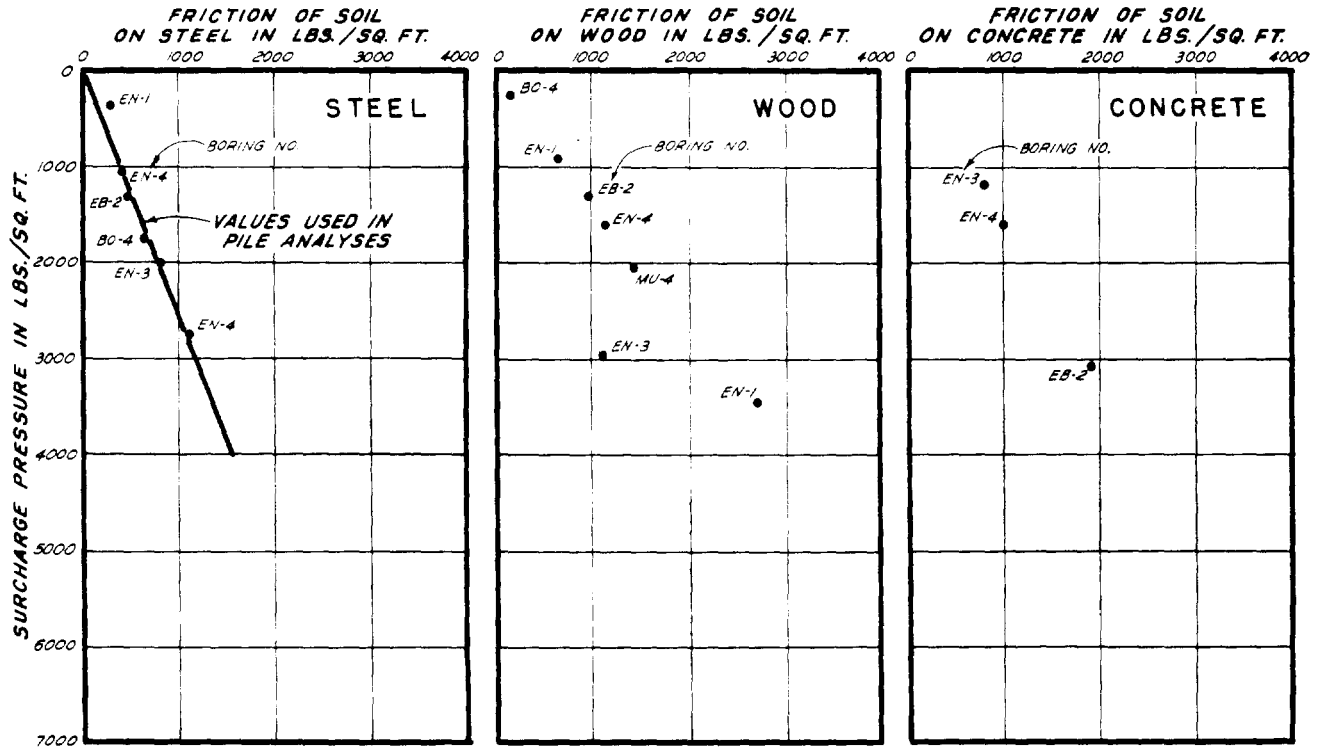 FRICTION OF SOIL
ON STEEL IN LBS./SQ. FT.
0 1000 2000 3000 4000
STEEL
EN-1
BORING NO.
EN-4
EB-2
VALUES USED IN
PILE ANALYSES
BO-4
EN-3
EN-4
SURCHARGE PRESSURE IN LBS./SQ. FT.
0
1000
2000
3000
4000
5000
6000
7000
FRICTION OF SOIL
ON WOOD IN LBS./SQ. FT.
0 1000 2000 3000 4000
WOOD
BO-4
EN-1
BORING NO.
EB-2
EN-4
MU-4
EN-3
EN-1
FRICTION OF SOIL
ON CONCRETE IN LBS./SQ. FT.
0 1000 2000 3000 4000
CONCRETE
BORING NO.
EN-3
EN-4
EB-2